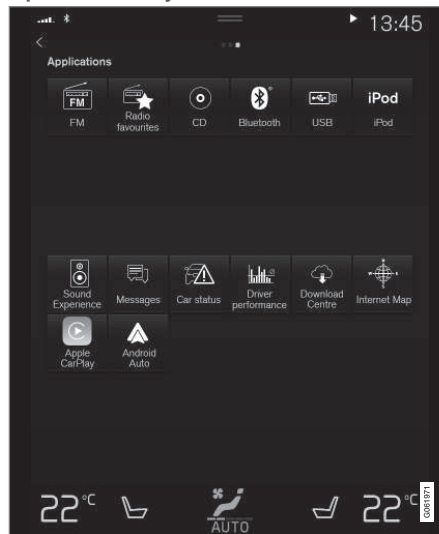 13:45
Applications
FM
FM
Radio
favourites
CD
Bluetooth
USB
iPod
iPod
Sound
Experience
Messages
Car status
Driver
performance
Download
Centre
Internet Map
Apple
CarPlay
Android
Auto
22°C
AUTO
22°C
G061971